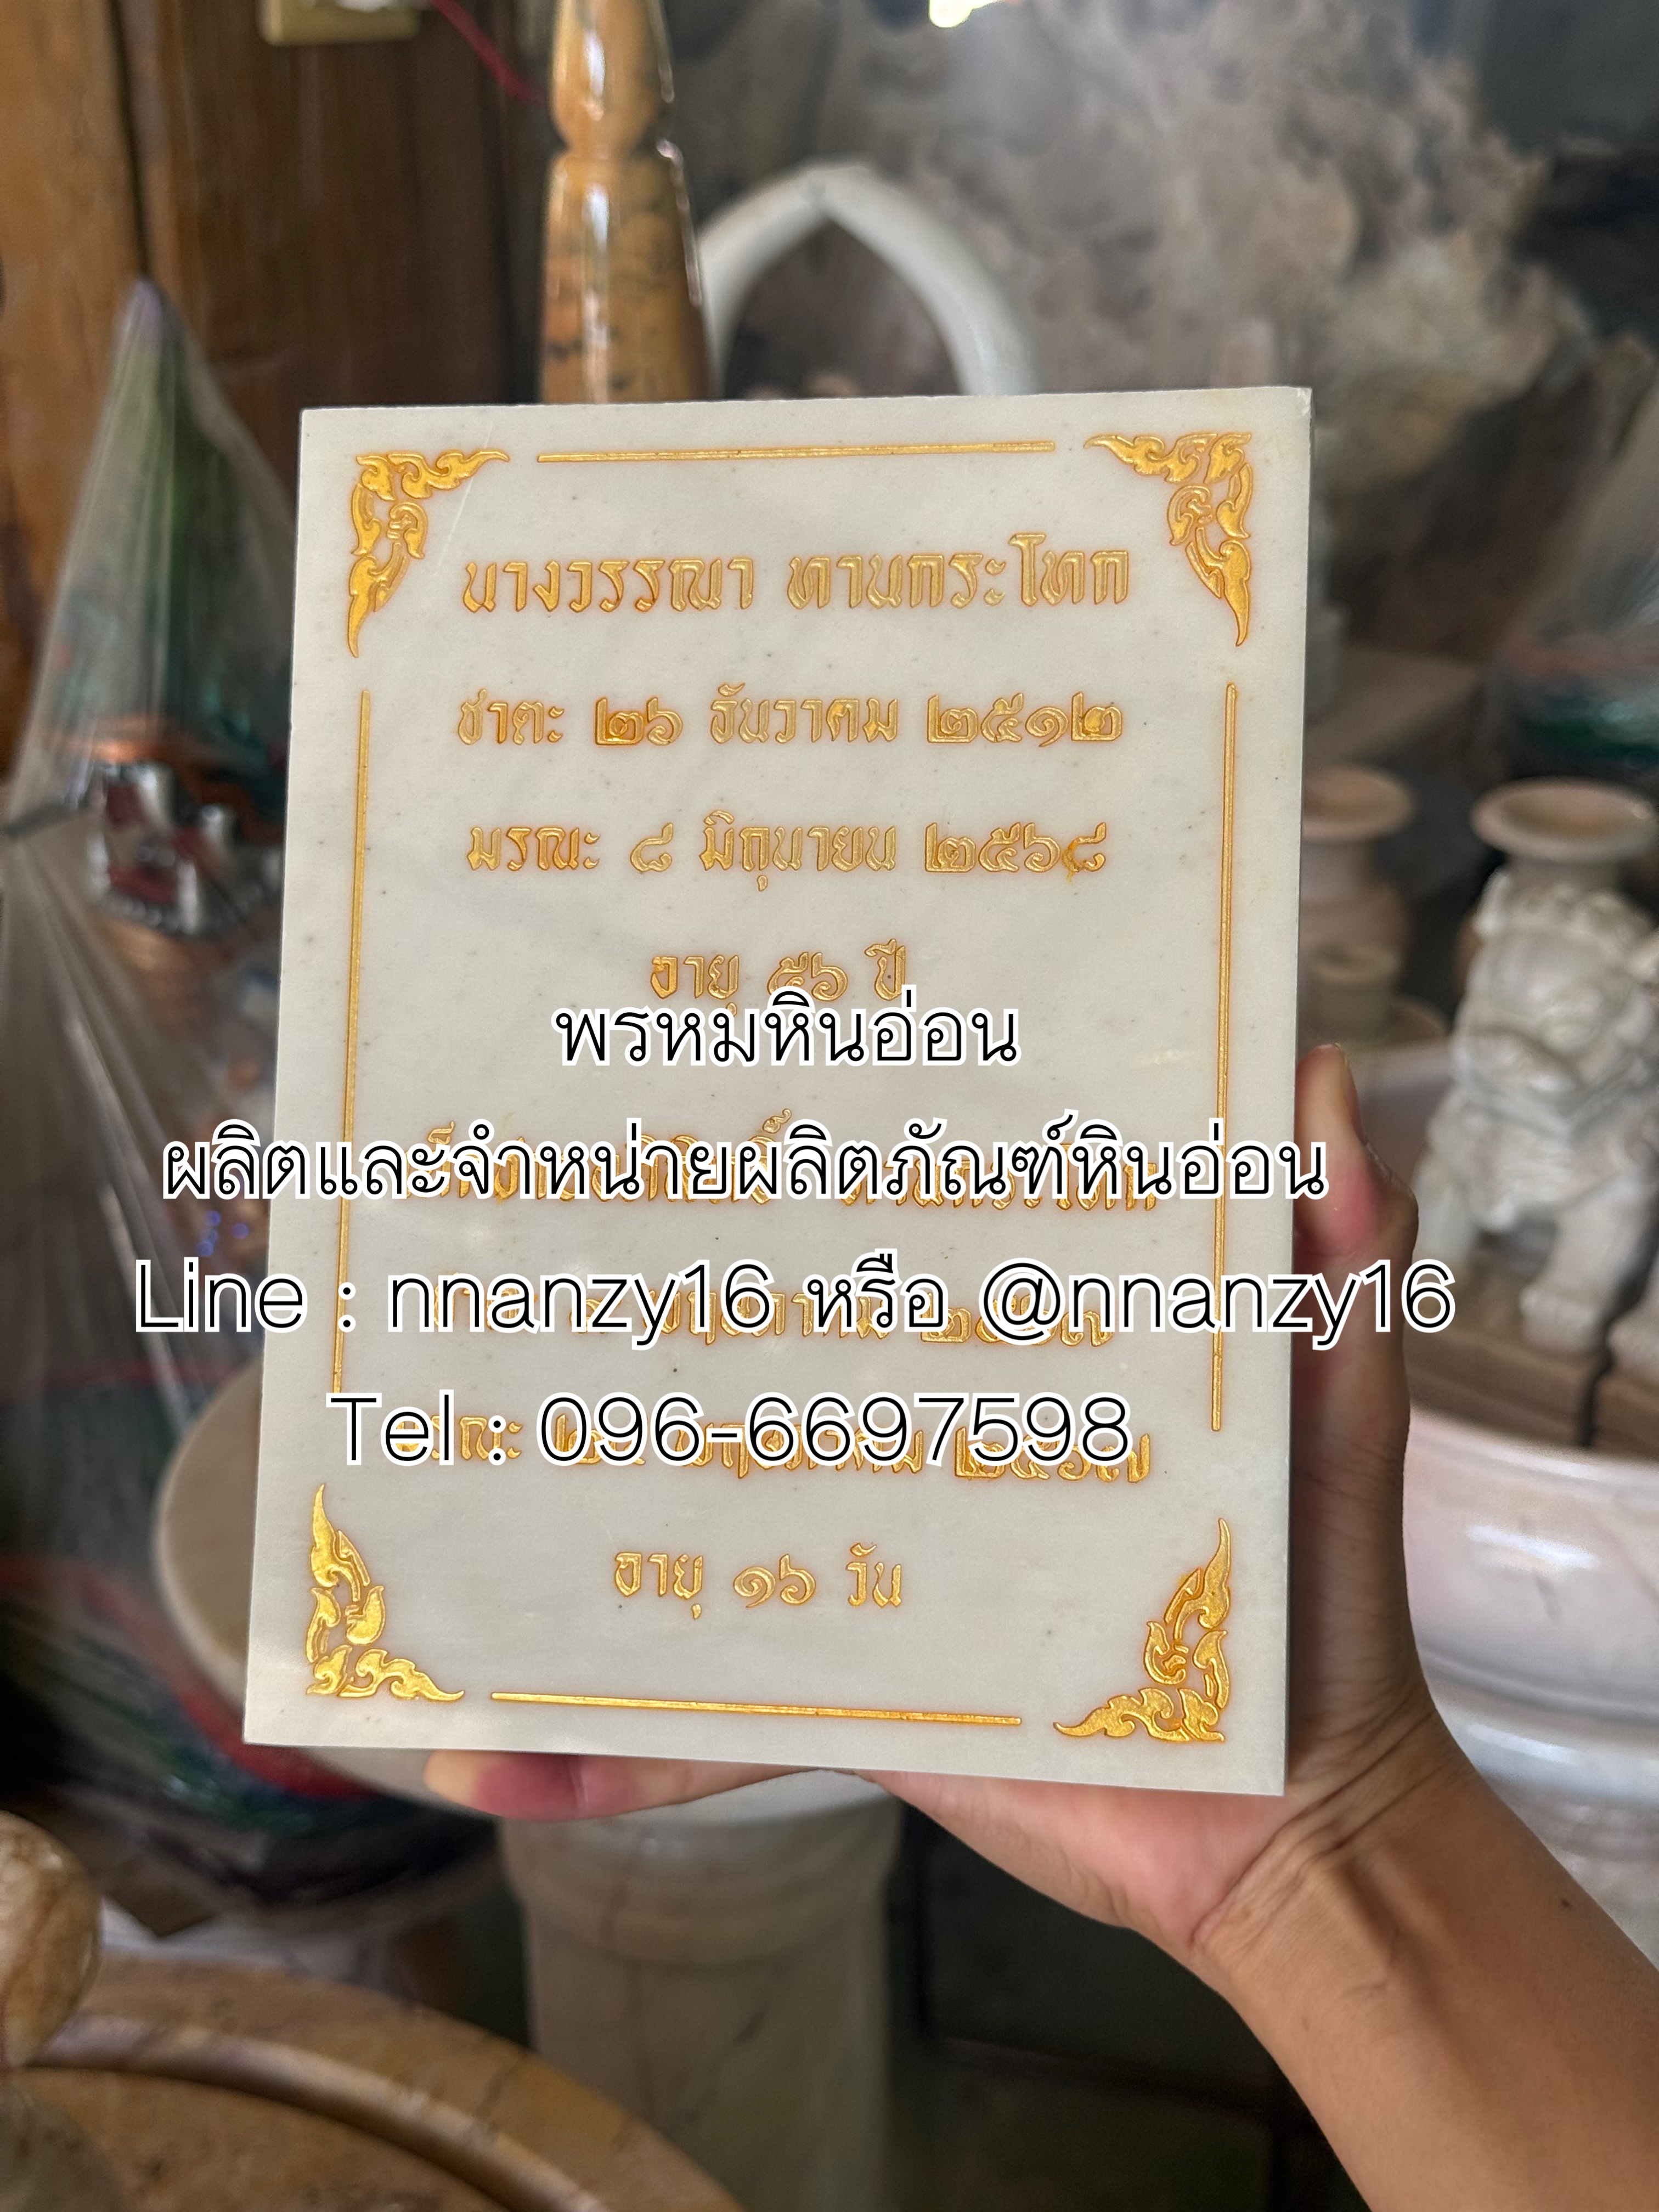 นางวรรณา ทานกระโทก
ชาตะ ๒๖ ธันวาคม ๒๕๑๒
มรณะ ๘ มิถุนายน ๒๕๖๘
อายุ ๕๖ ปี
พรหมหินอ่อน
ผลิตและจำหน่ายผลิตภัณฑ์หินอ่อน
Line : nnanzy16 หรือ @nnanzy16
Tel : 096-6697598
อายุ ๑๖ วัน